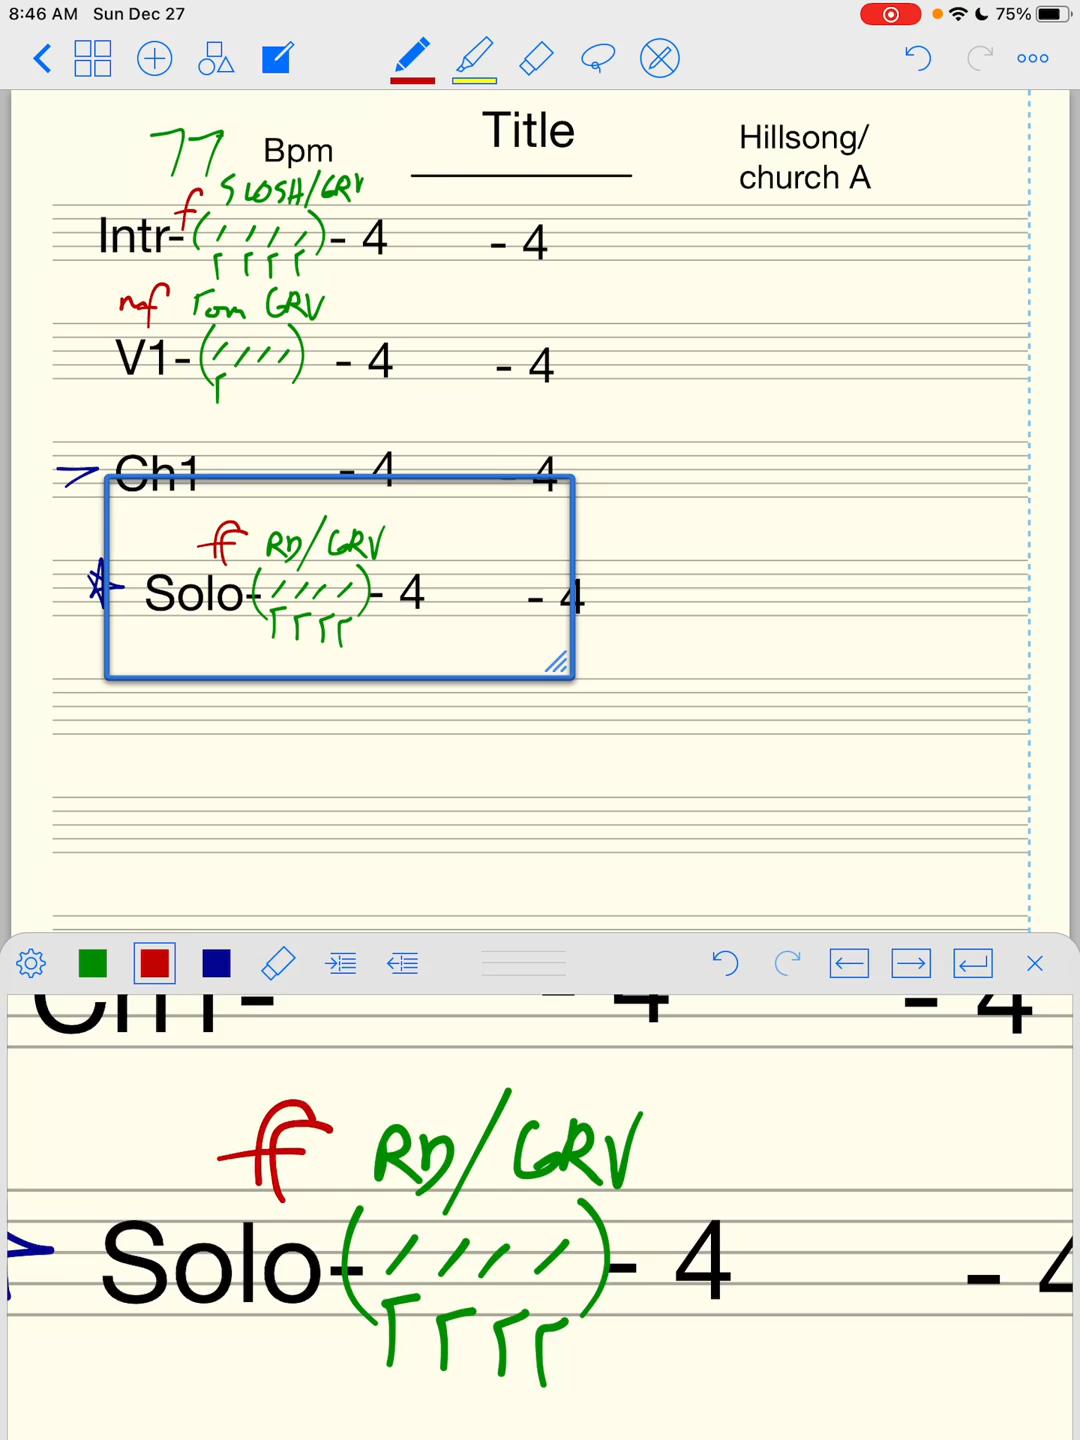 8:46 AM Sun Dec 27
75%
77 Bpm
Title
Hillsong/
church A
f SLOSH/GRV
Intr- - 4 - 4
mf Tom GRV
V1- - 4 - 4
Ch1 - 4 - 4
ff RD/GRV
Solo- - 4 - 4
Ch1- - 4 - 4
ff RD/GRV
Solo- - 4 - 4